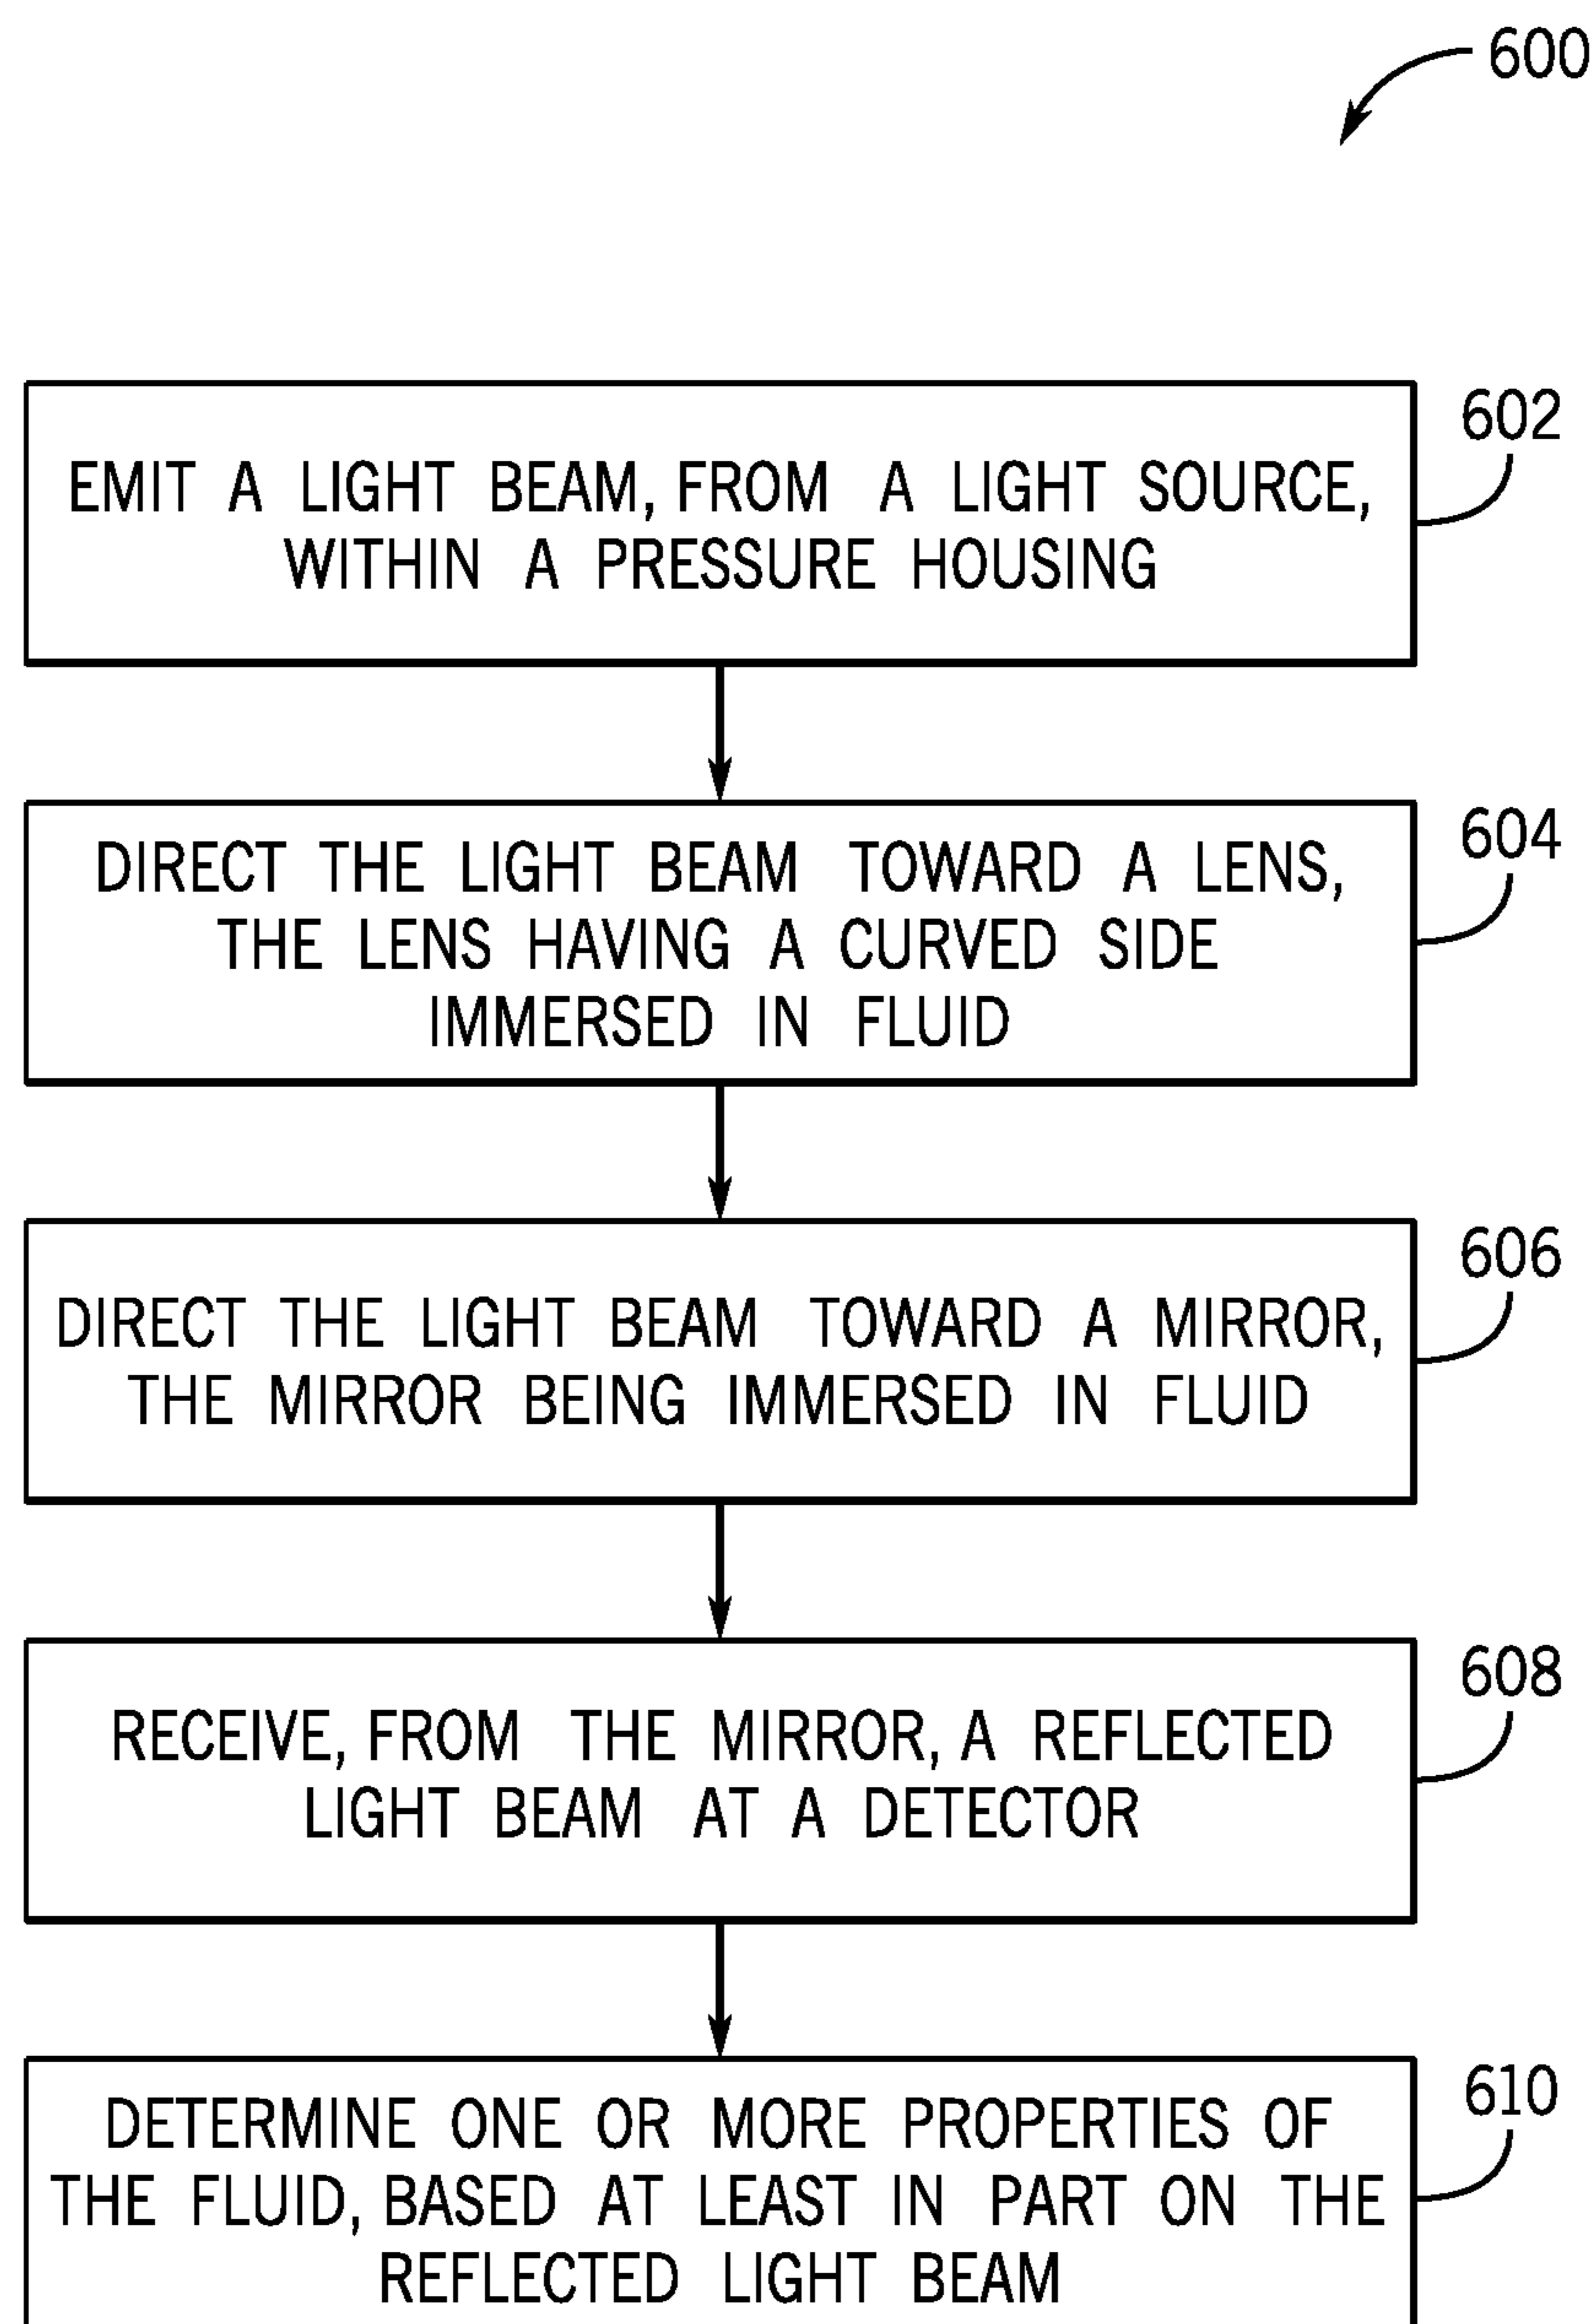 600
602
EMIT A LIGHT BEAM, FROM A LIGHT SOURCE,
WITHIN A PRESSURE HOUSING
604
DIRECT THE LIGHT BEAM TOWARD A LENS,
THE LENS HAVING A CURVED SIDE
IMMERSED IN FLUID
606
DIRECT THE LIGHT BEAM TOWARD A MIRROR,
THE MIRROR BEING IMMERSED IN FLUID
608
RECEIVE, FROM THE MIRROR, A REFLECTED
LIGHT BEAM AT A DETECTOR
610
DETERMINE ONE OR MORE PROPERTIES OF
THE FLUID, BASED AT LEAST IN PART ON THE
REFLECTED LIGHT BEAM